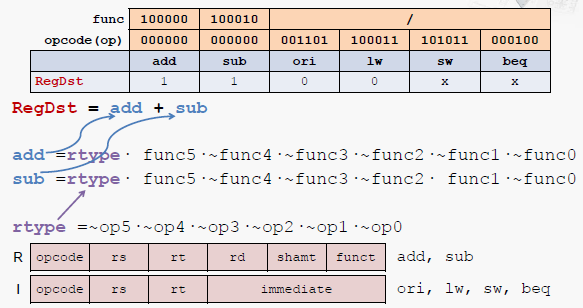 func 100000 100010 /
opcode(op) 000000 000000 001101 100011 101011 000100
add sub ori lw sw beq
RegDst 1 1 0 0 x x
RegDst = add + sub
add =rtype· func5·~func4·~func3·~func2·~func1·~func0
sub =rtype· func5·~func4·~func3·~func2· func1·~func0
rtype =~op5·~op4·~op3·~op2·~op1·~op0
R opcode rs rt rd shamt funct add, sub
I opcode rs rt immediate ori, lw, sw, beq